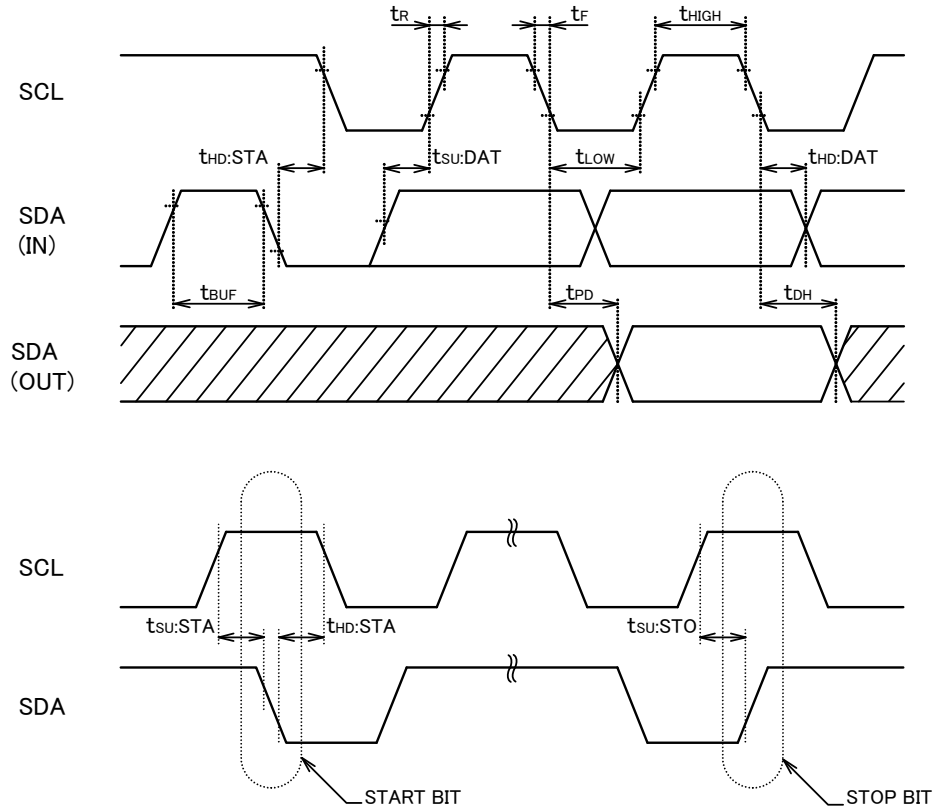 tR tF tHIGH
SCL
tHD:STA tSU:DAT tLOW tHD:DAT
SDA
(IN)
tBUF tPD tDH
SDA
(OUT)
SCL
tSU:STA tHD:STA tSU:STO
SDA
START BIT STOP BIT